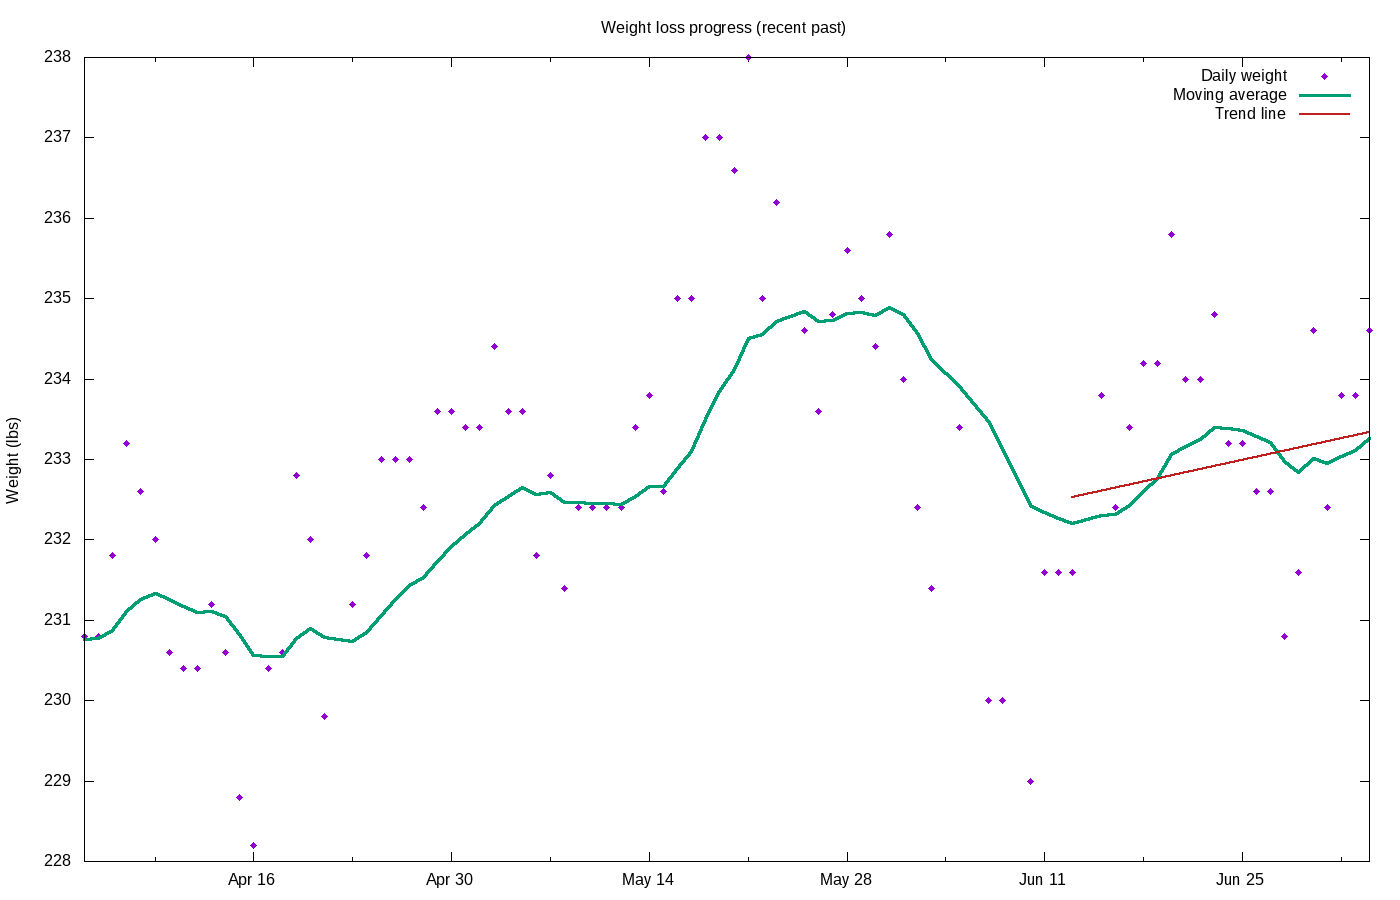 Weight loss progress (recent past)
Daily weight
Moving average
Trend line
238
237
236
235
234
233
232
231
230
229
228
Weight (lbs)
Apr 16 Apr 30 May 14 May 28 Jun 11 Jun 25